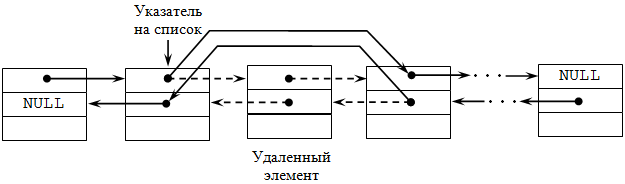 Указатель
на список
NULL
NULL
Удаленный
элемент